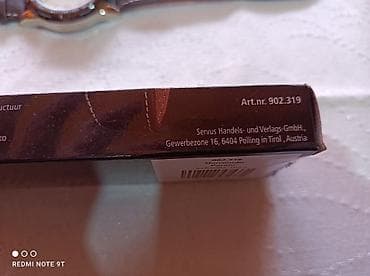 Art.nr. 902.319
Servus Handels- und Verlags-GmbH.,
Gewerbezone 16, 6404 Polling in Tirol , Austria
REDMI NOTE 9T